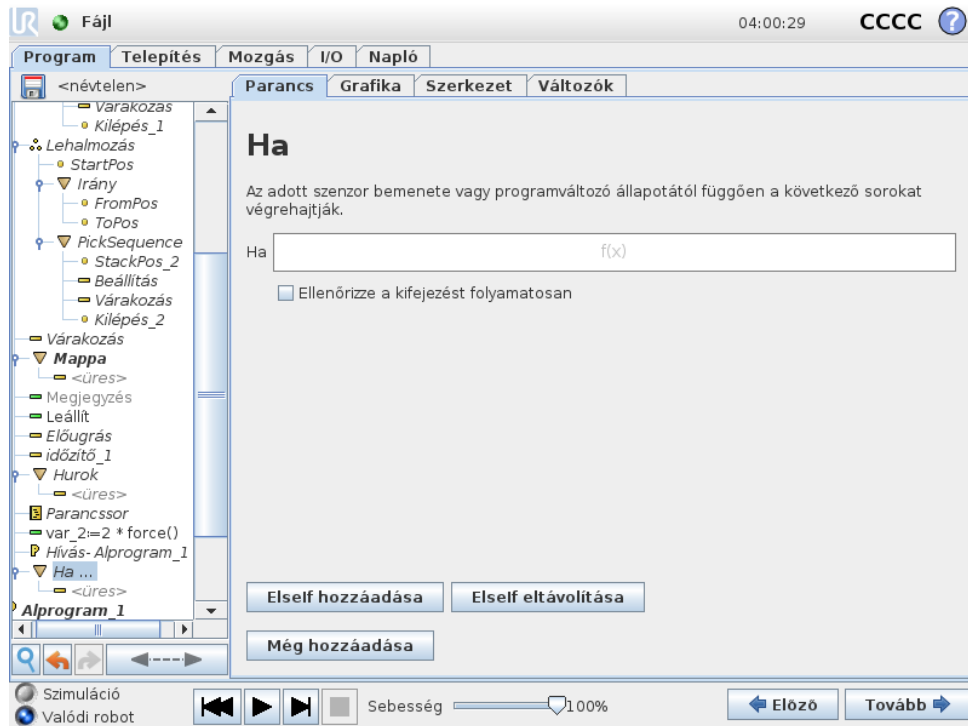 UR Fájl 04:00:29 CCCC ?
Program Telepítés Mozgás I/O Napló
<névtelen>
Parancs Grafika Szerkezet Változók
Várakozás
Kilépés_1
Lehalmozás
StartPos
Irány
FromPos
ToPos
PickSequence
StackPos_2
Beállítás
Várakozás
Kilépés_2
Várakozás
Mappa
<üres>
Megjegyzés
Leállít
Előugrás
időzítő_1
Hurok
<üres>
Parancssor
var_2:=2 * force()
Hívás- Alprogram_1
Ha ...
<üres>
Alprogram_1
Ha
Az adott szenzor bemenete vagy programváltozó állapotától függően a következő sorokat
végrehajtják.
Ha f(x)
Ellenőrizze a kifejezést folyamatosan
ElseIf hozzáadása ElseIf eltávolítása
Még hozzáadása
Szimuláció
Valódi robot
Sebesség 100%
Előző Tovább